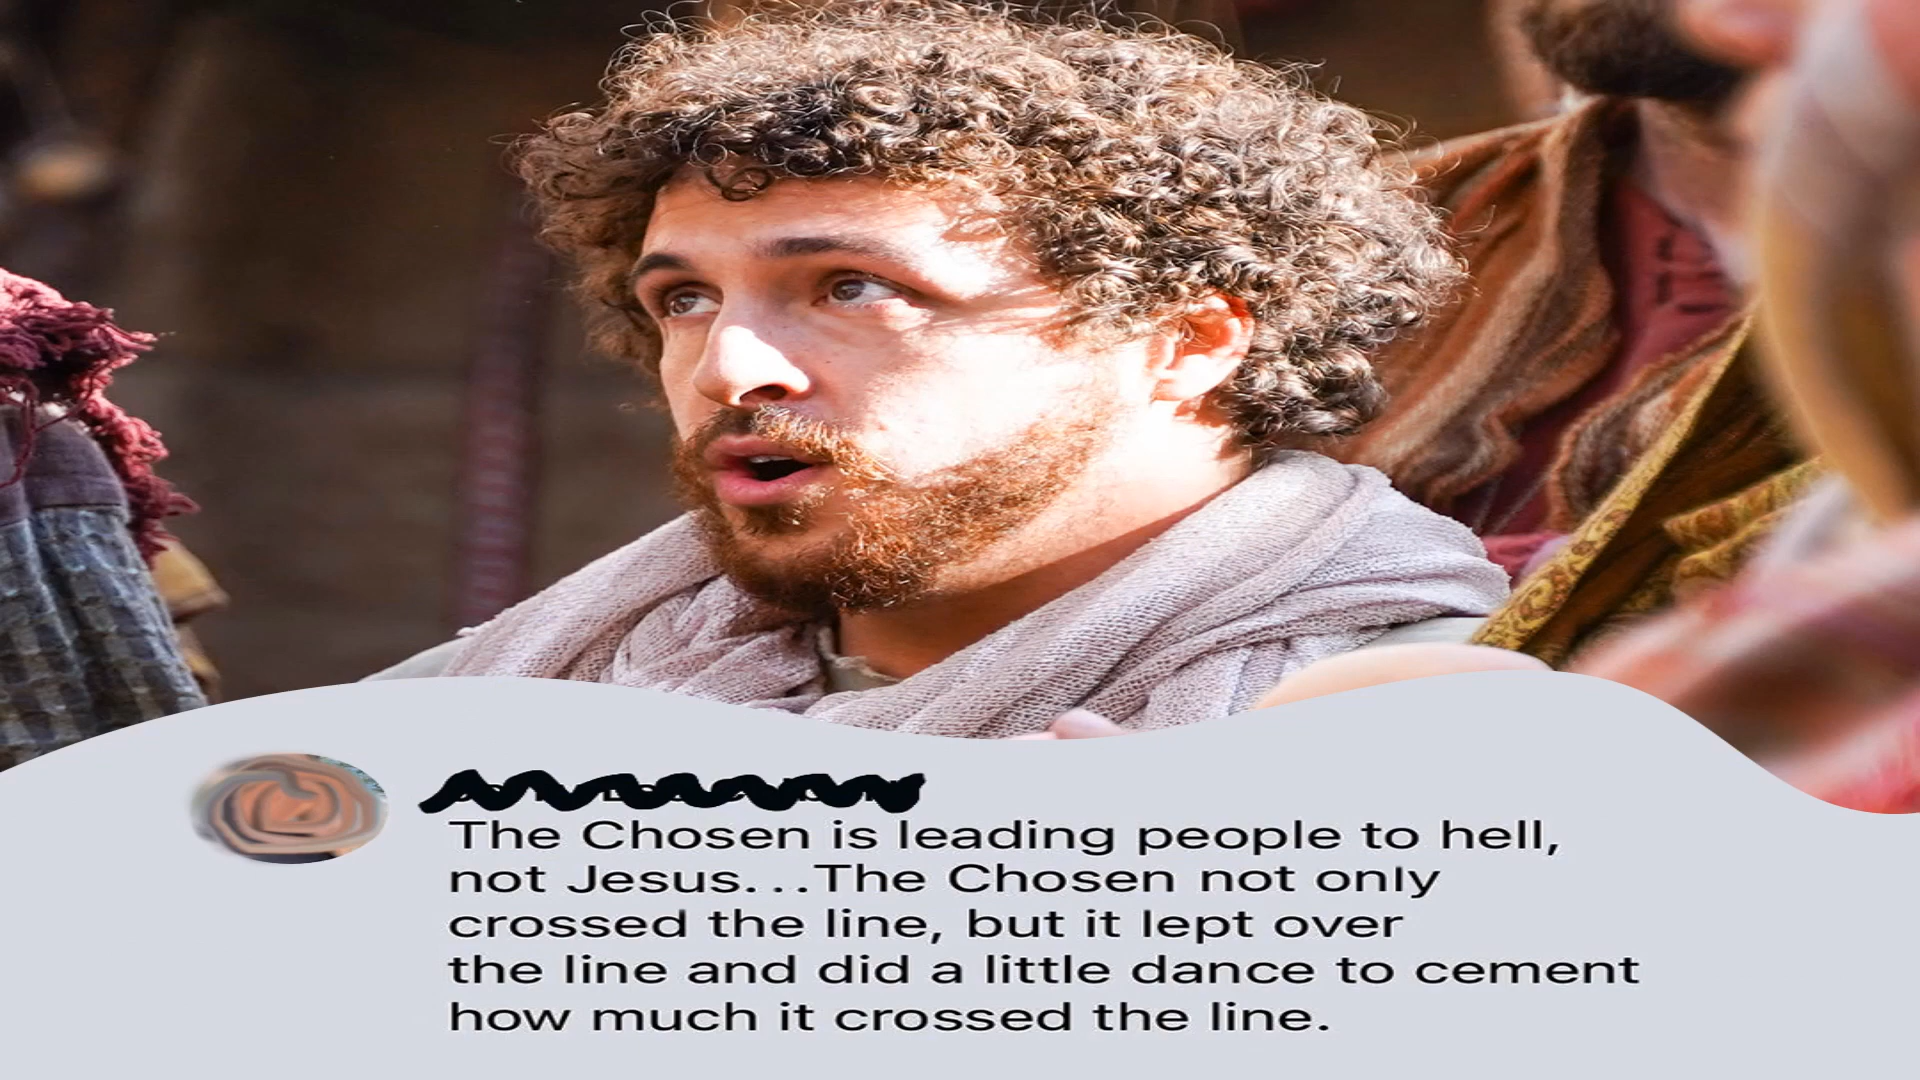 The Chosen is leading people to hell,
not Jesus...The Chosen not only
crossed the line, but it lept over
the line and did a little dance to cement
how much it crossed the line.